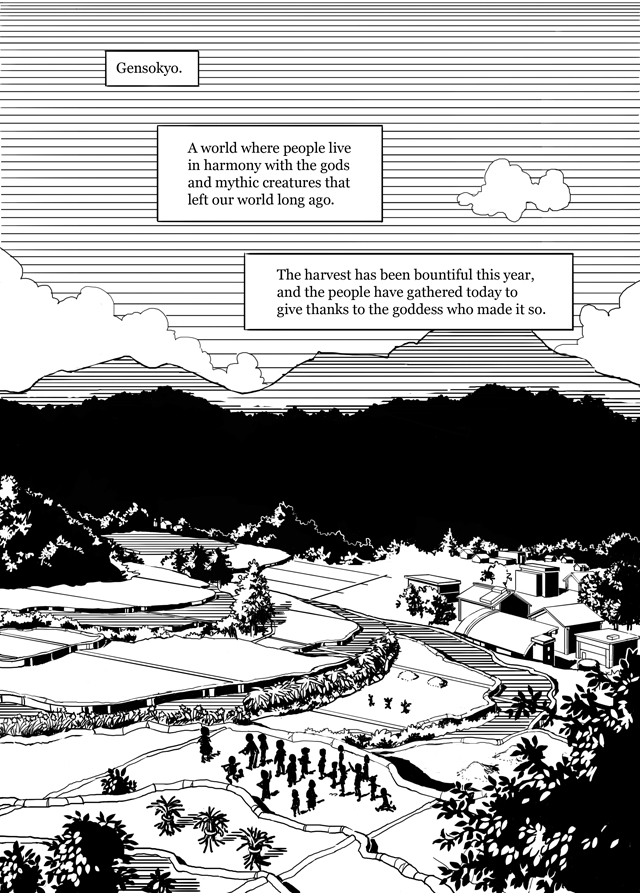 Gensokyo.
A world where people live
in harmony with the gods
and mythic creatures that
left our world long ago.
The harvest has been bountiful this year,
and the people have gathered today to
give thanks to the goddess who made it so.